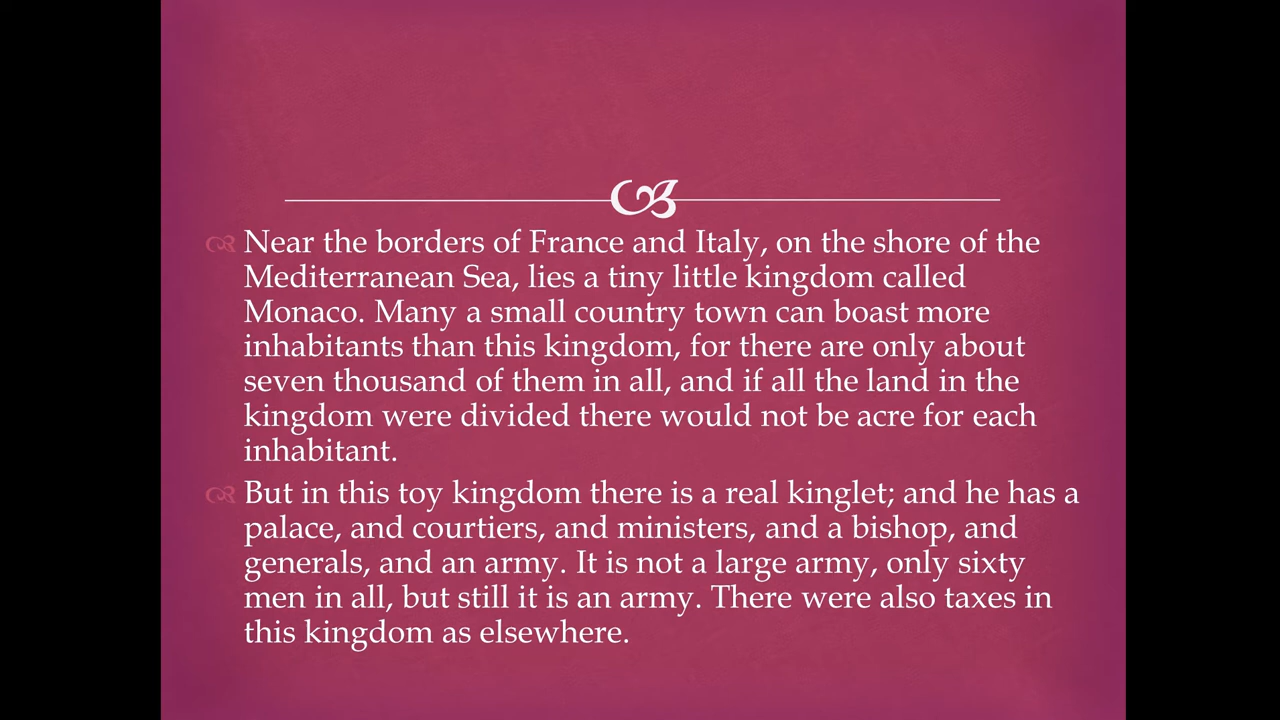 Near the borders of France and Italy, on the shore of the
Mediterranean Sea, lies a tiny little kingdom called
Monaco. Many a small country town can boast more
inhabitants than this kingdom, for there are only about
seven thousand of them in all, and if all the land in the
kingdom were divided there would not be acre for each
inhabitant.
But in this toy kingdom there is a real kinglet; and he has a
palace, and courtiers, and ministers, and a bishop, and
generals, and an army. It is not a large army, only sixty
men in all, but still it is an army. There were also taxes in
this kingdom as elsewhere.